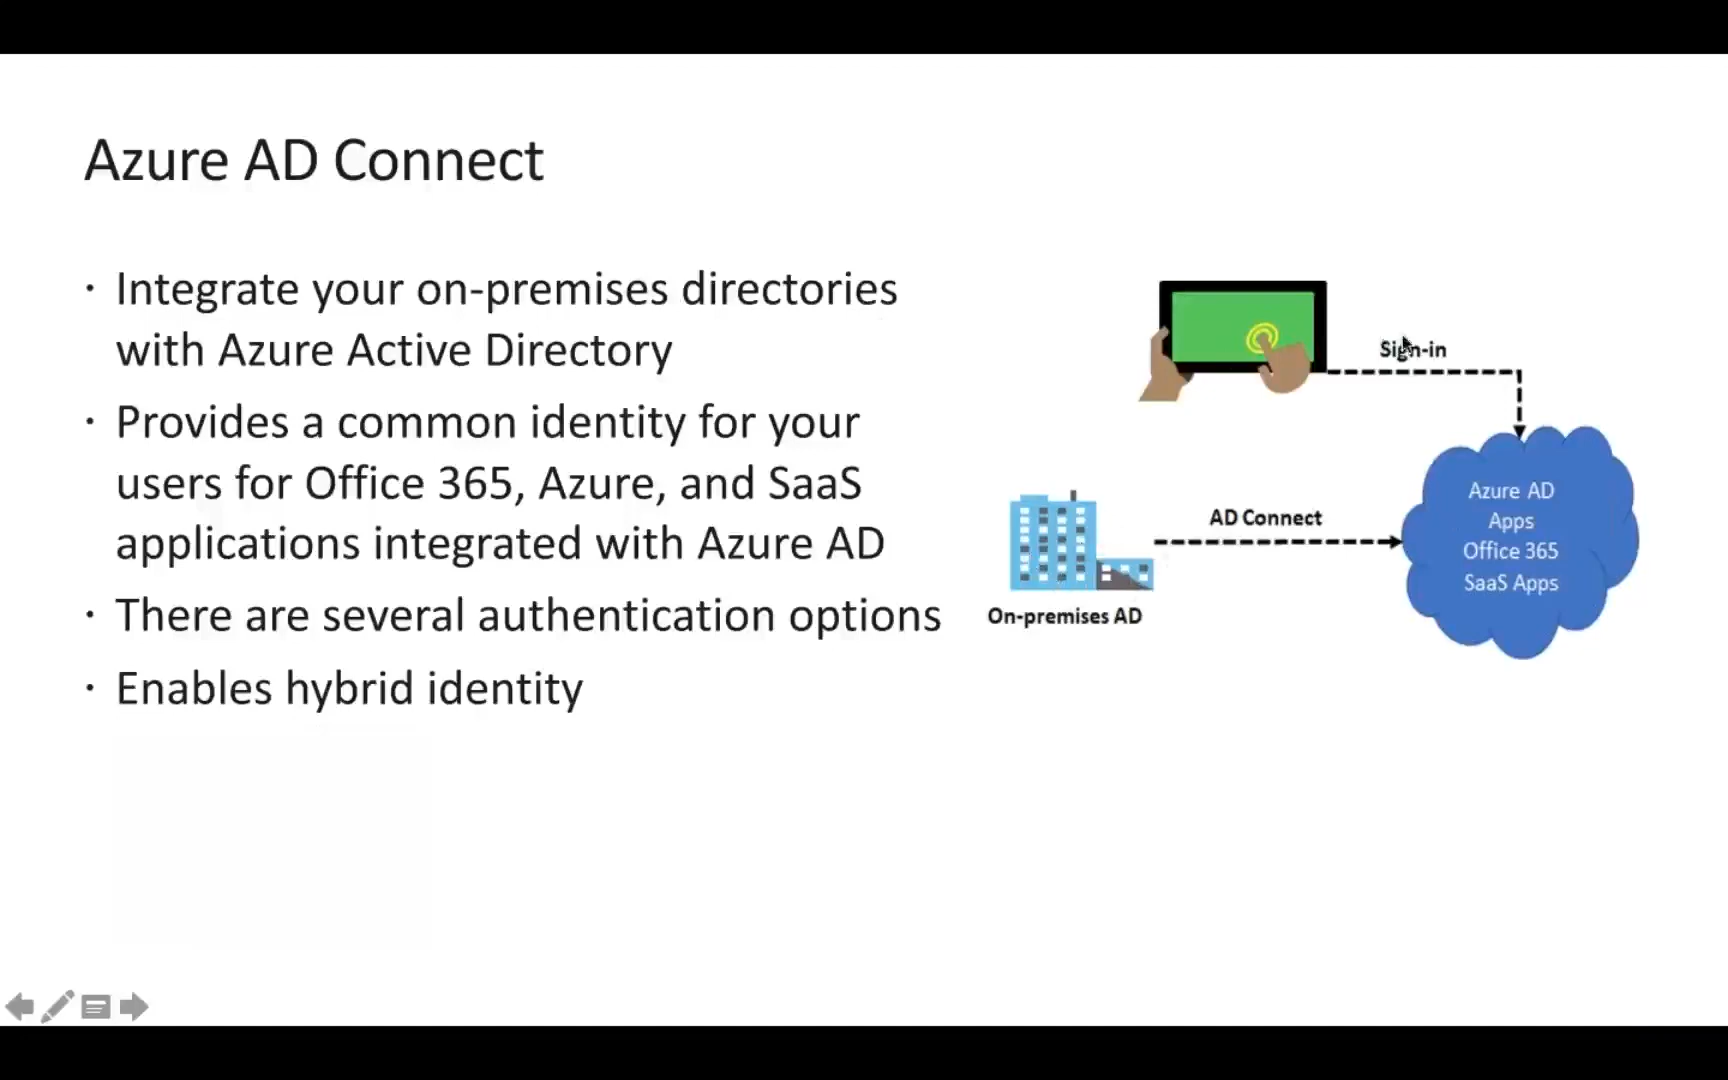 Azure AD Connect
· Integrate your on-premises directories
with Azure Active Directory
· Provides a common identity for your
users for Office 365, Azure, and SaaS
applications integrated with Azure AD
· There are several authentication options
· Enables hybrid identity
Sign-in
AD Connect
On-premises AD
Azure AD
Apps
Office 365
SaaS Apps